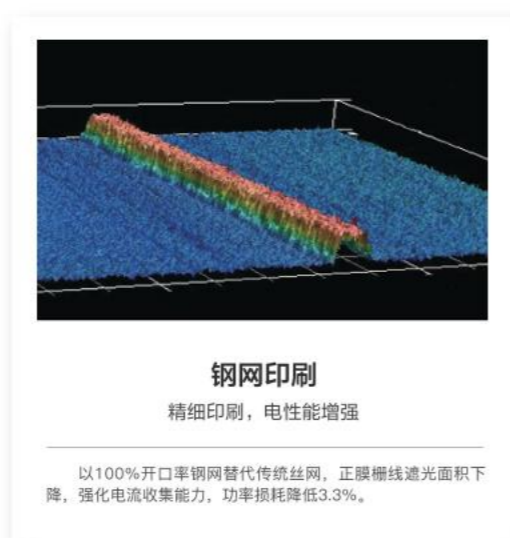 钢网印刷
精细印刷，电性能增强
以100%开口率钢网替代传统丝网，正膜栅线遮光面积下
降，强化电流收集能力，功率损耗降低3.3%。